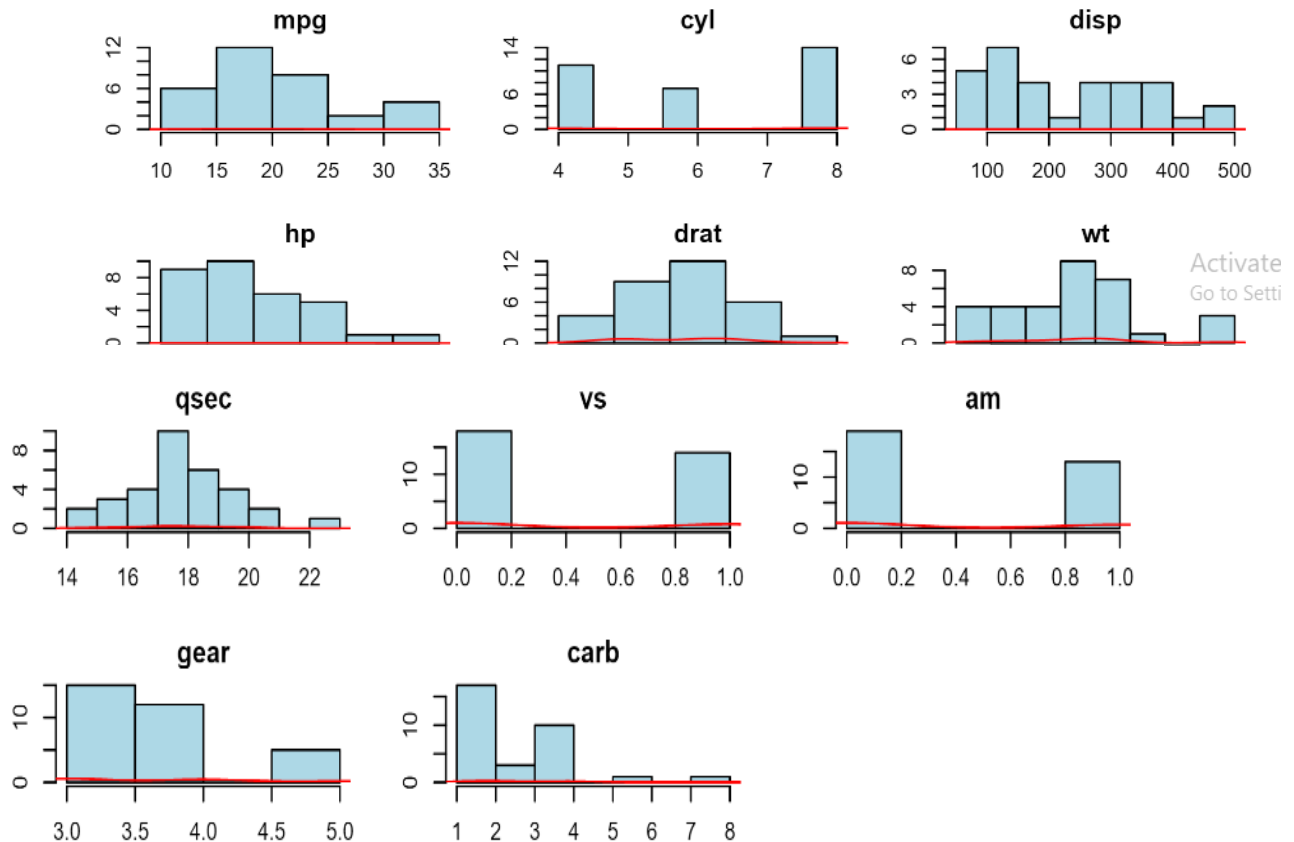 mpg cyl disp
12 14 6
6 6 3
0 0 0
10 15 20 25 30 35 4 5 6 7 8 100 200 300 400 500
hp drat wt
8 12 8
4 6 4
0 0 0
Activate
Go to Setti
qsec vs am
8 10 10
4 0 0
0
14 16 18 20 22 0.0 0.2 0.4 0.6 0.8 1.0 0.0 0.2 0.4 0.6 0.8 1.0
gear carb
10 10
0 0
3.0 3.5 4.0 4.5 5.0 1 2 3 4 5 6 7 8